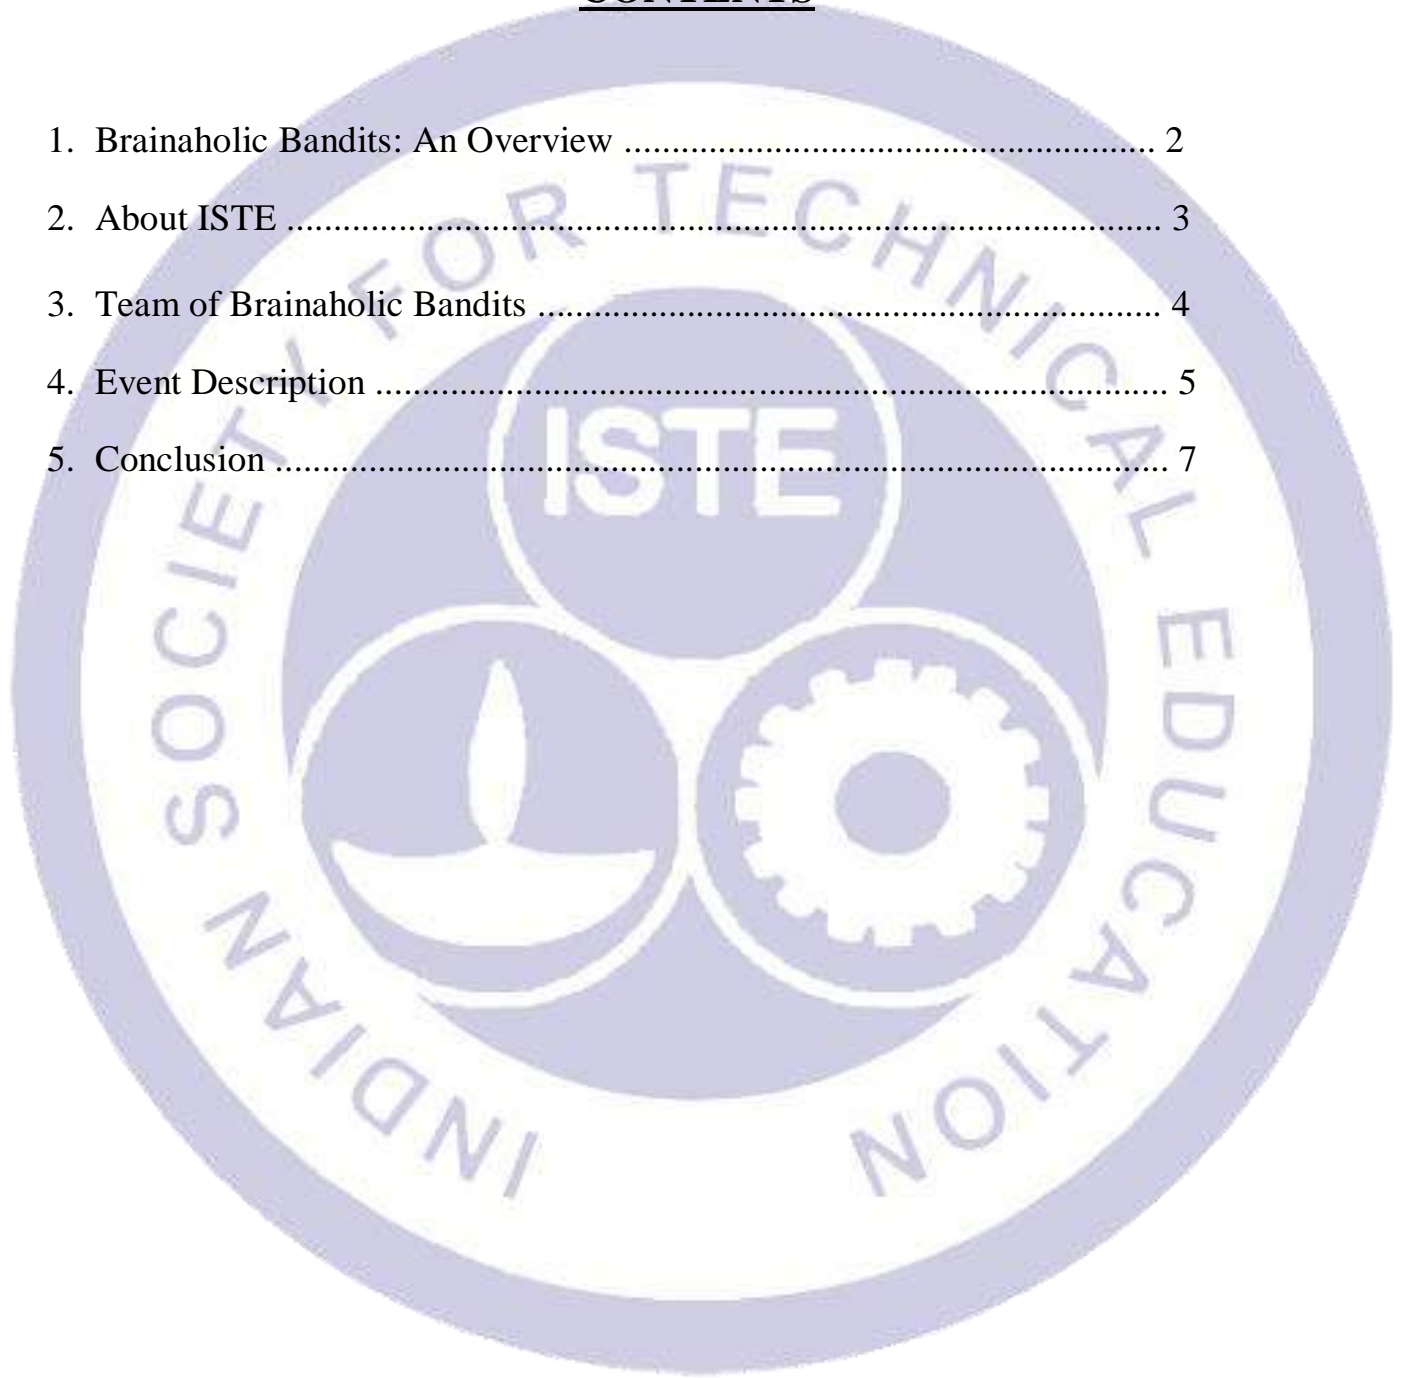 CONTENTS
1. Brainaholic Bandits: An Overview ........................................................ 2
2. About ISTE ............................................................................................. 3
3. Team of Brainaholic Bandits .................................................................. 4
4. Event Description ................................................................................... 5
5. Conclusion .............................................................................................. 7
INDIAN SOCIETY FOR TECHNICAL EDUCATION
ISTE